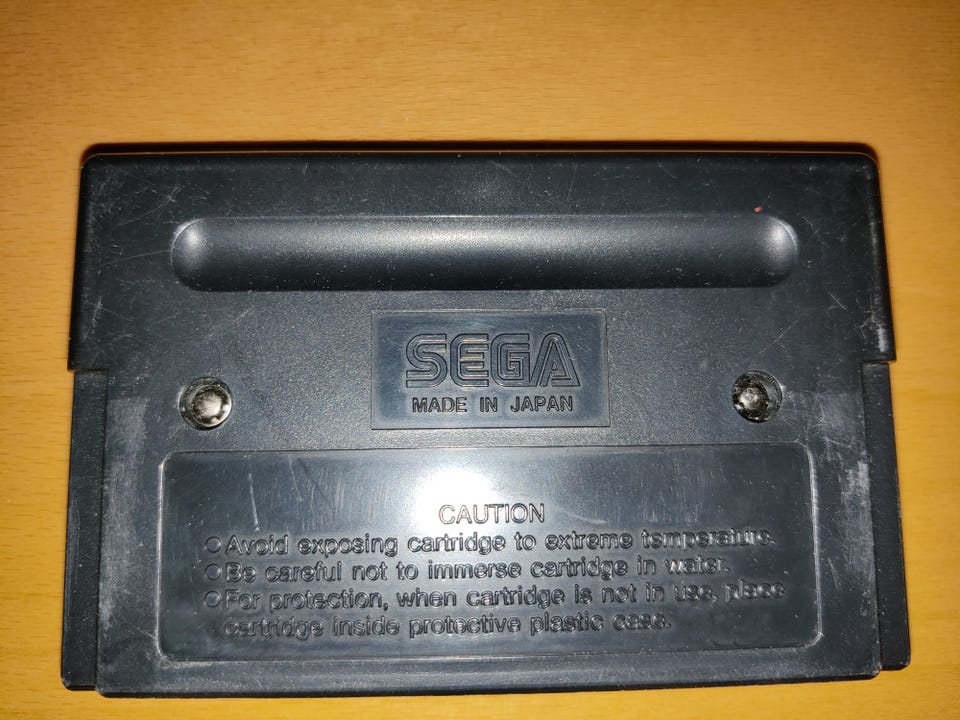 SEGA
MADE IN JAPAN
CAUTION
○Avoid exposing cartridge to extreme temperature.
○Be careful not to immerse cartridge in water.
○For protection, when cartridge is not in use, place
cartridge inside protective plastic case.